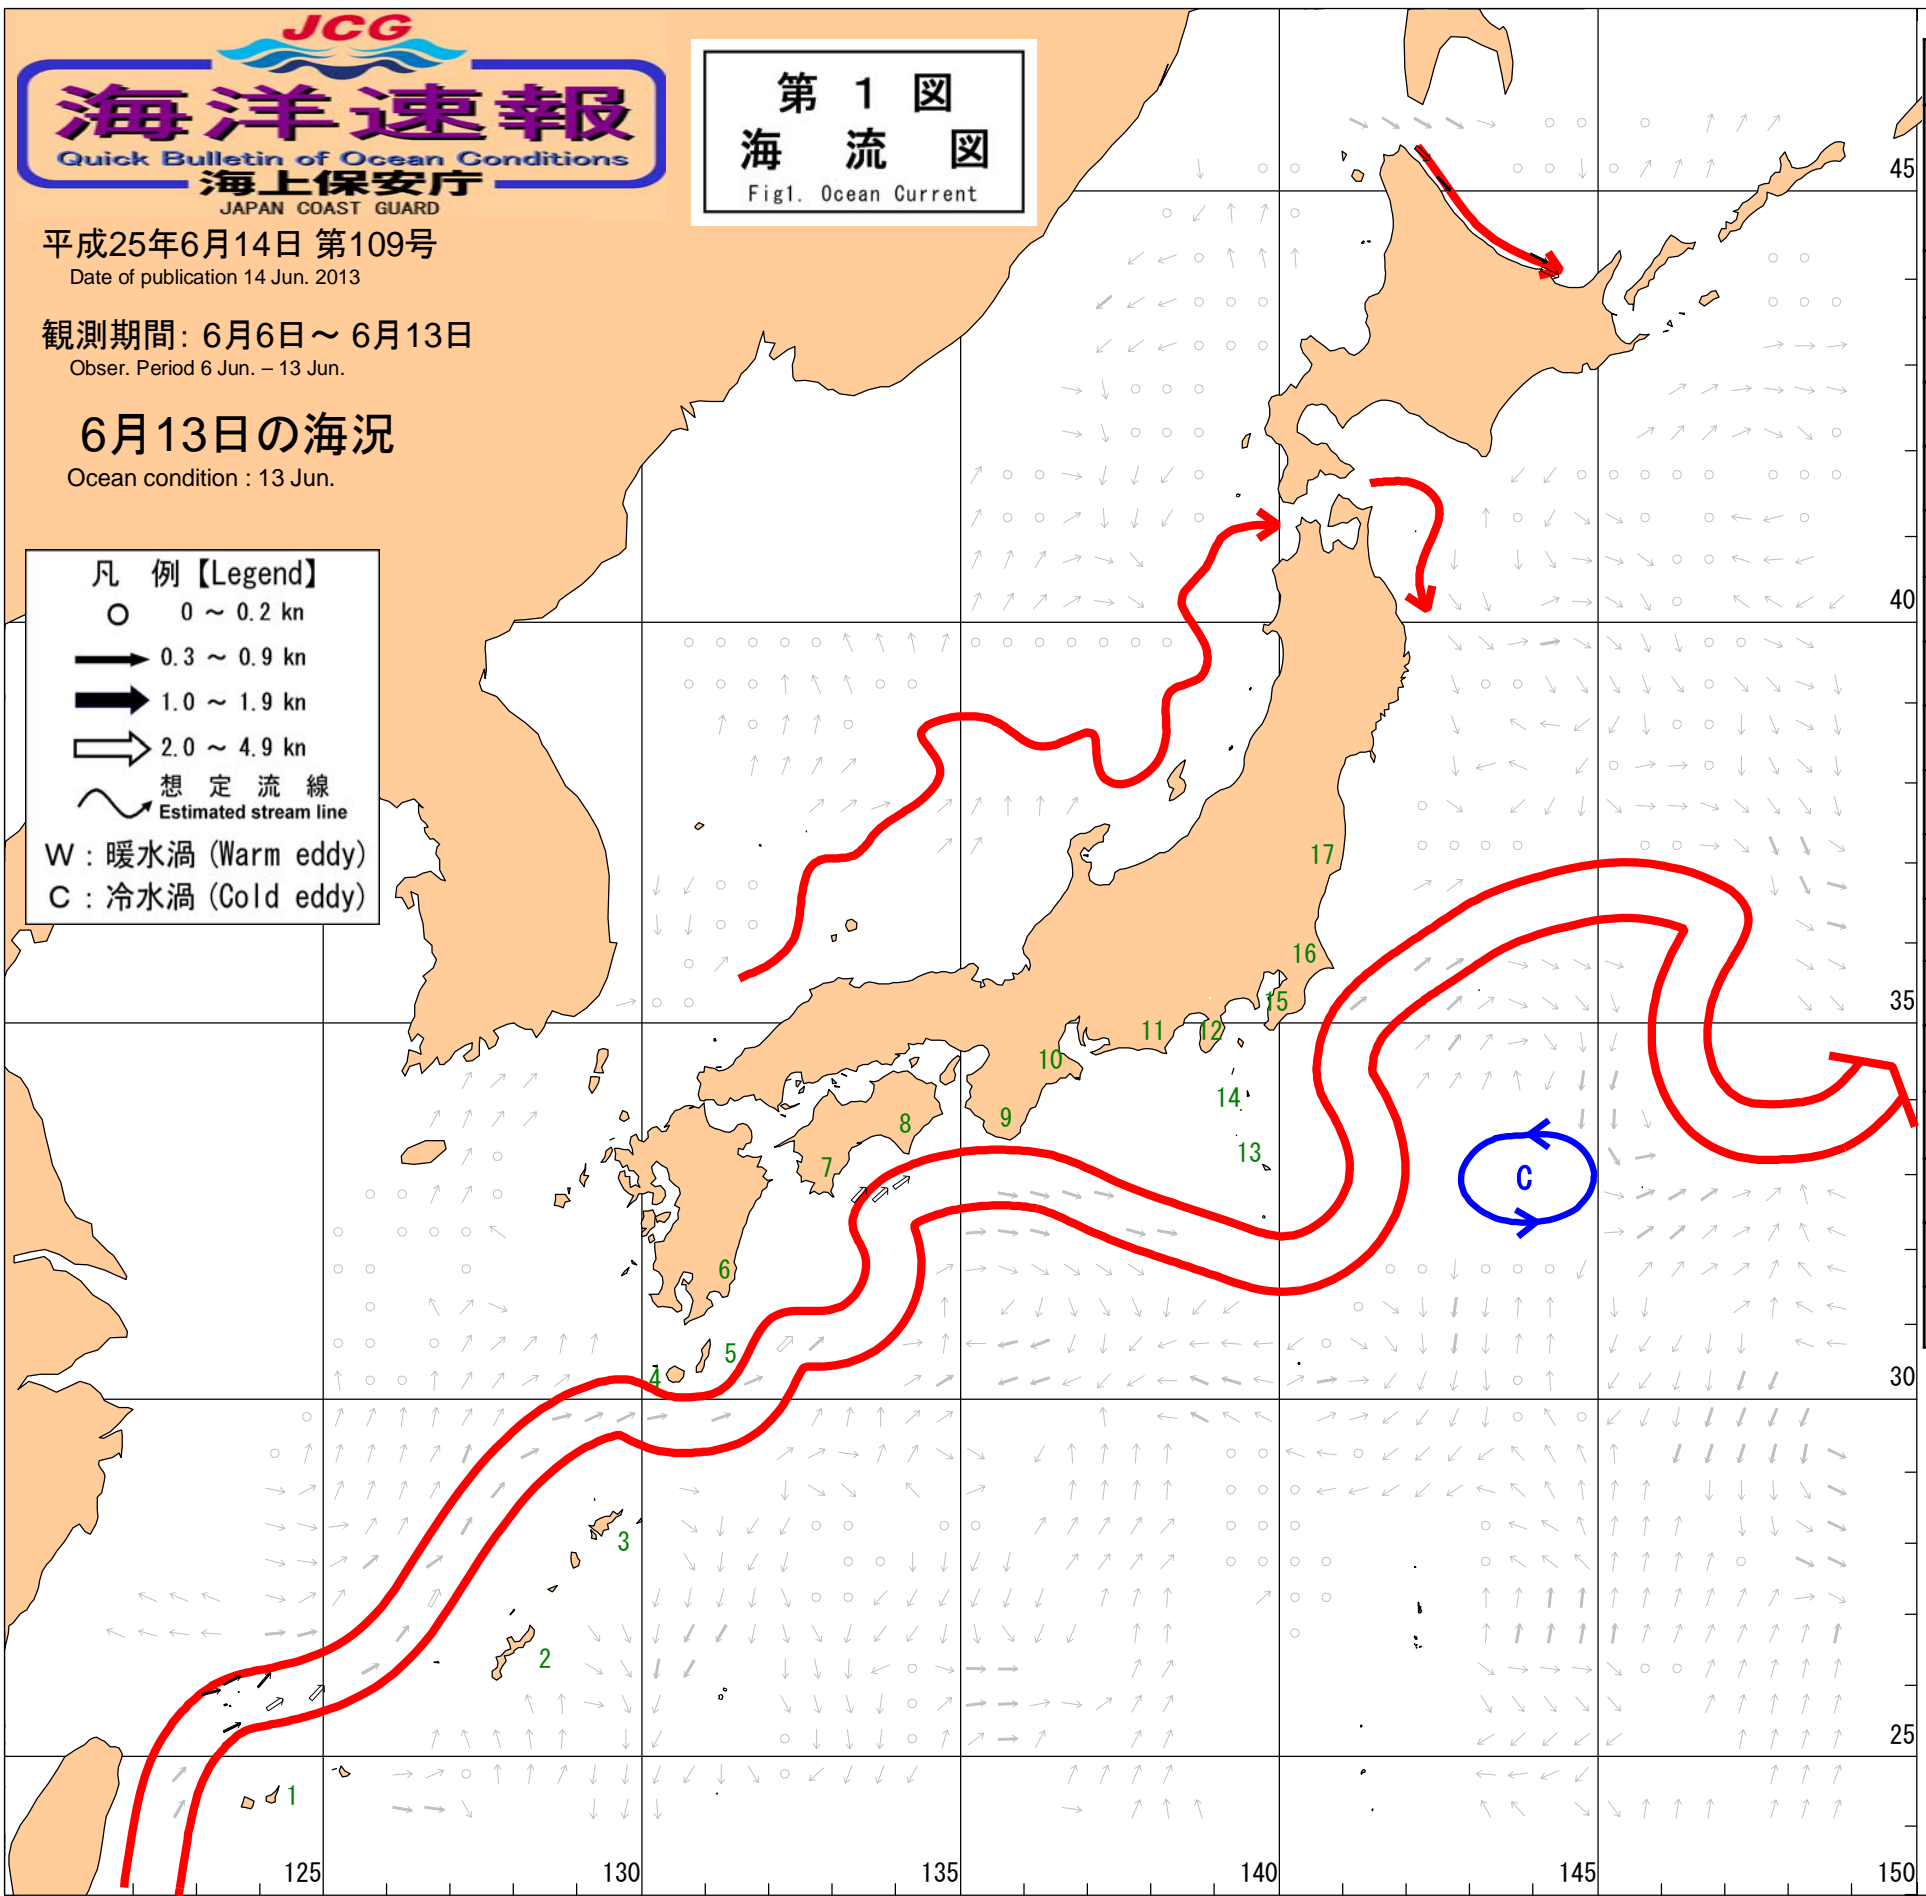 JCG
海洋速報
Quick Bulletin of Ocean Conditions
海上保安庁
JAPAN COAST GUARD
第 1 図
海 流 図
Fig1. Ocean Current
平成25年6月14日 第109号
Date of publication 14 Jun. 2013
観測期間: 6月6日～ 6月13日
Obser. Period 6 Jun. – 13 Jun.
6月13日の海況
Ocean condition : 13 Jun.
凡 例【Legend】
0 ～ 0.2 kn
0.3 ～ 0.9 kn
1.0 ～ 1.9 kn
2.0 ～ 4.9 kn
想 定 流 線
Estimated stream line
W : 暖水渦 (Warm eddy)
C : 冷水渦 (Cold eddy)
45
40
17
16
35
15
12
11
10
14
9
8
13
7
C
6
5
4
30
3
2
25
1
125
130
135
140
145
150